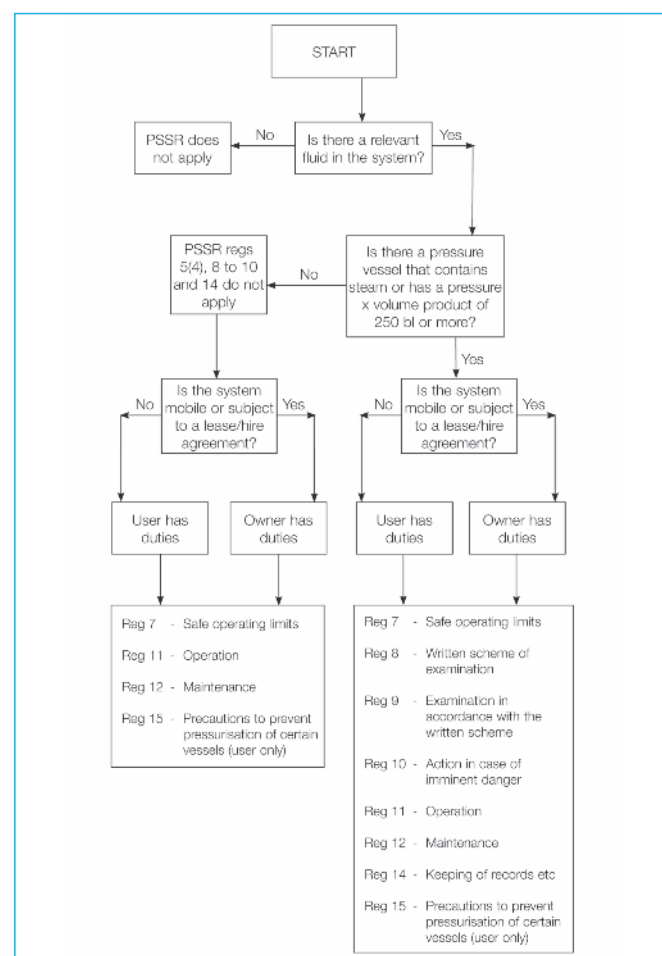 START
No
Yes
PSSR does
not apply
Is there a relevant
fluid in the system?
PSSR regs
5(4), 8 to 10
and 14 do not
apply
No
Is there a pressure
vessel that contains
steam or has a pressure
x volume product of
250 bl or more?
Yes
No
Is the system
mobile or subject
to a lease/hire
agreement?
Yes
No
Is the system
mobile or subject
to a lease/hire
agreement?
Yes
User has
duties
Owner has
duties
User has
duties
Owner has
duties
Reg 7 - Safe operating limits
Reg 11 - Operation
Reg 12 - Maintenance
Reg 15 - Precautions to prevent
pressurisation of certain
vessels (user only)
Reg 7 - Safe operating limits
Reg 8 - Written scheme of
examination
Reg 9 - Examination in
accordance with the
written scheme
Reg 10 - Action in case of
imminent danger
Reg 11 - Operation
Reg 12 - Maintenance
Reg 14 - Keeping of records etc
Reg 15 - Precautions to prevent
pressurisation of certain
vessels (user only)